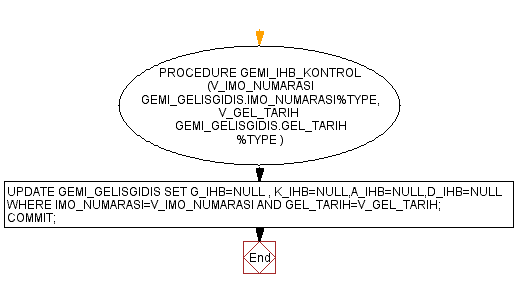 PROCEDURE GEMI_IHB_KONTROL
(V_IMO_NUMARASI
GEMI_GELISGIDIS.IMO_NUMARASI%TYPE,
V_GEL_TARIH
GEMI_GELISGIDIS.GEL_TARIH
%TYPE )
UPDATE GEMI_GELISGIDIS SET G_IHB=NULL , K_IHB=NULL,A_IHB=NULL,D_IHB=NULL
WHERE IMO_NUMARASI=V_IMO_NUMARASI AND GEL_TARIH=V_GEL_TARIH;
COMMIT;
End